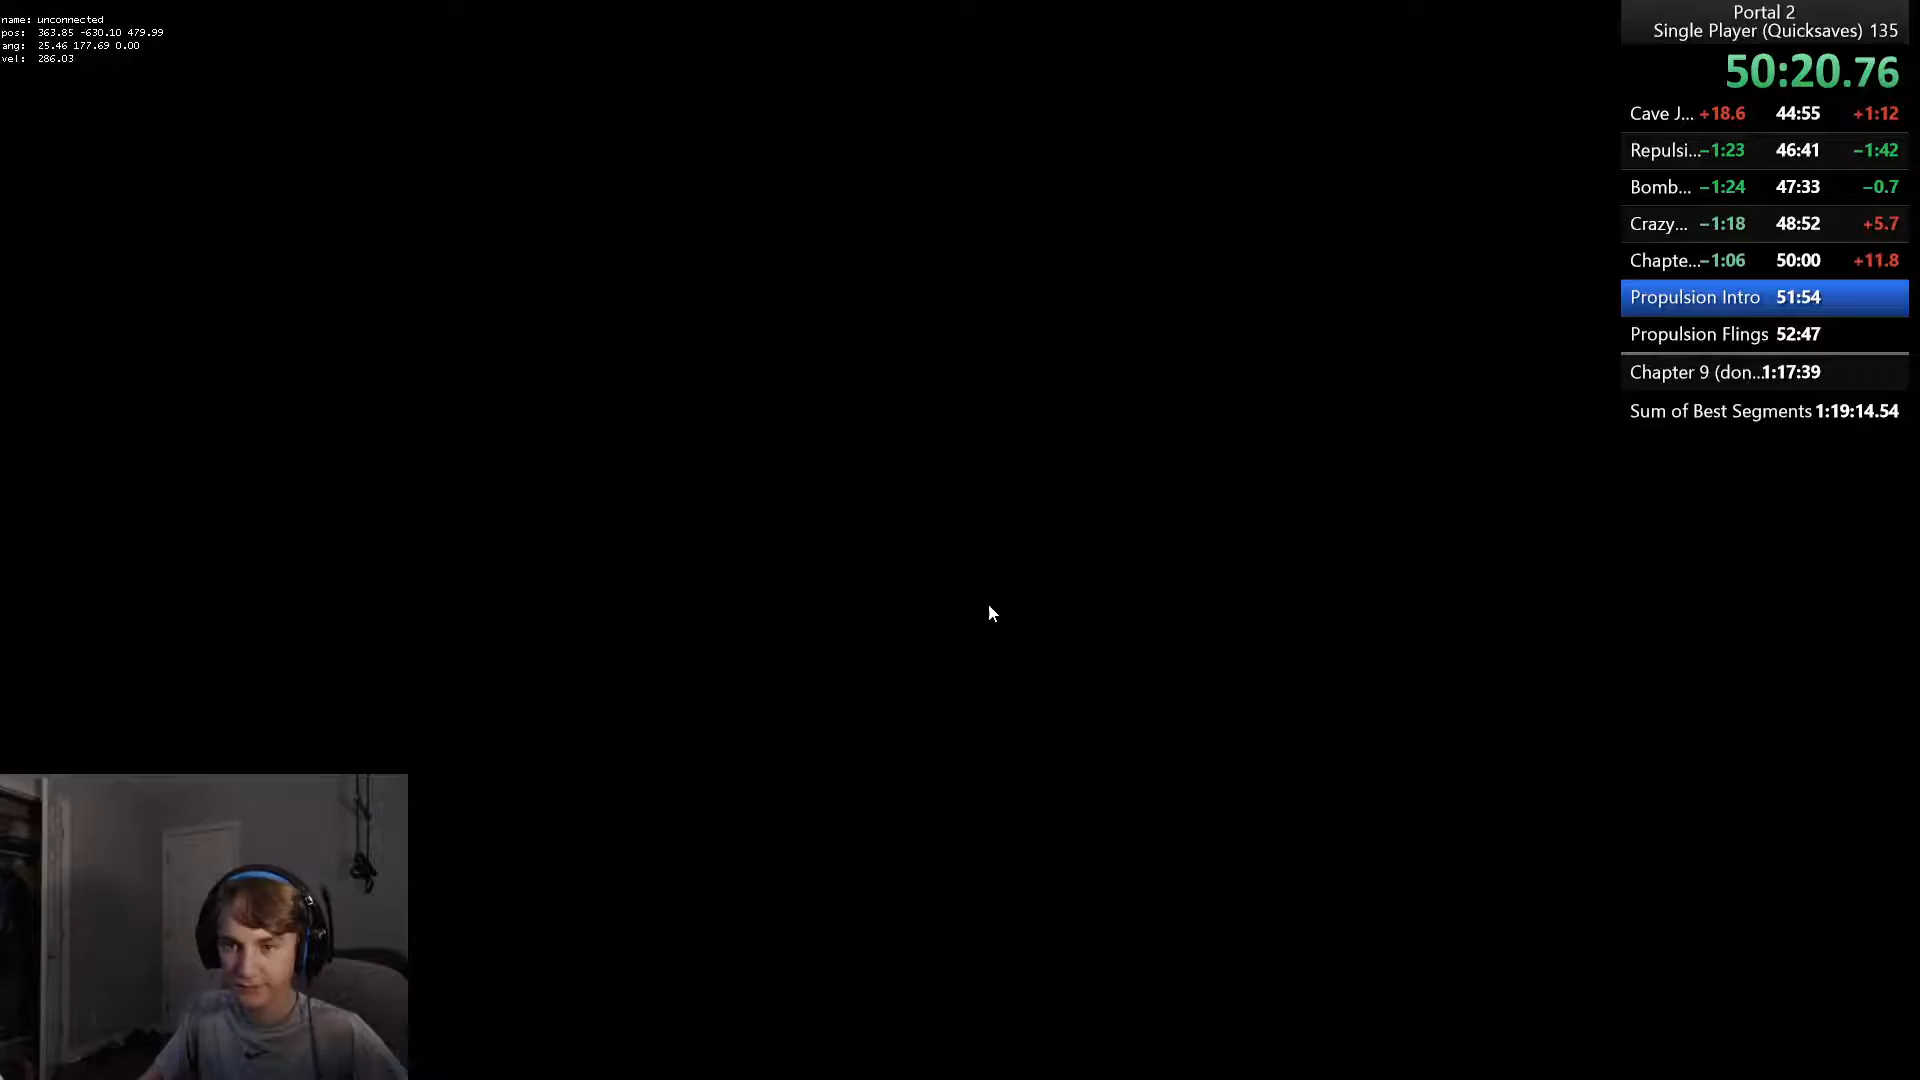 name: unconnected
pos: 363.85 -630.10 479.99
ang: 25.46 177.69 0.00
vel: 286.03
Portal 2
Single Player (Quicksaves) 135
50:20.76
Cave J... +18.6 44:55 +1:12
Repulsi... −1:23 46:41 −1:42
Bomb... −1:24 47:33 −0.7
Crazy... −1:18 48:52 +5.7
Chapte... −1:06 50:00 +11.8
Propulsion Intro 51:54
Propulsion Flings 52:47
Chapter 9 (don... 1:17:39
Sum of Best Segments 1:19:14.54